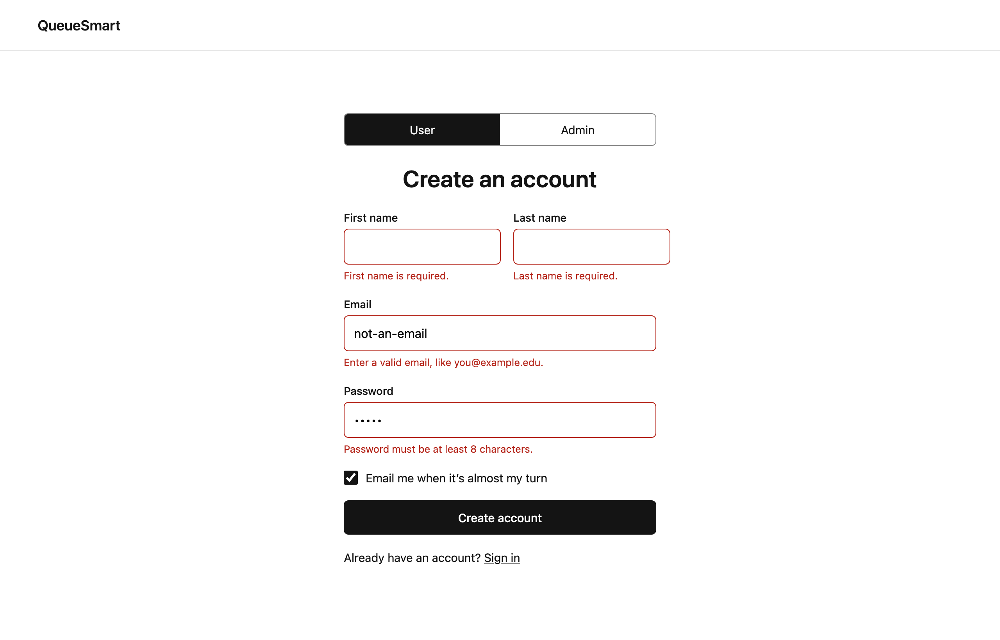 QueueSmart
User Admin
Create an account
First name Last name
First name is required. Last name is required.
Email
not-an-email
Enter a valid email, like you@example.edu.
Password
•••••
Password must be at least 8 characters.
Email me when it’s almost my turn
Create account
Already have an account? Sign in